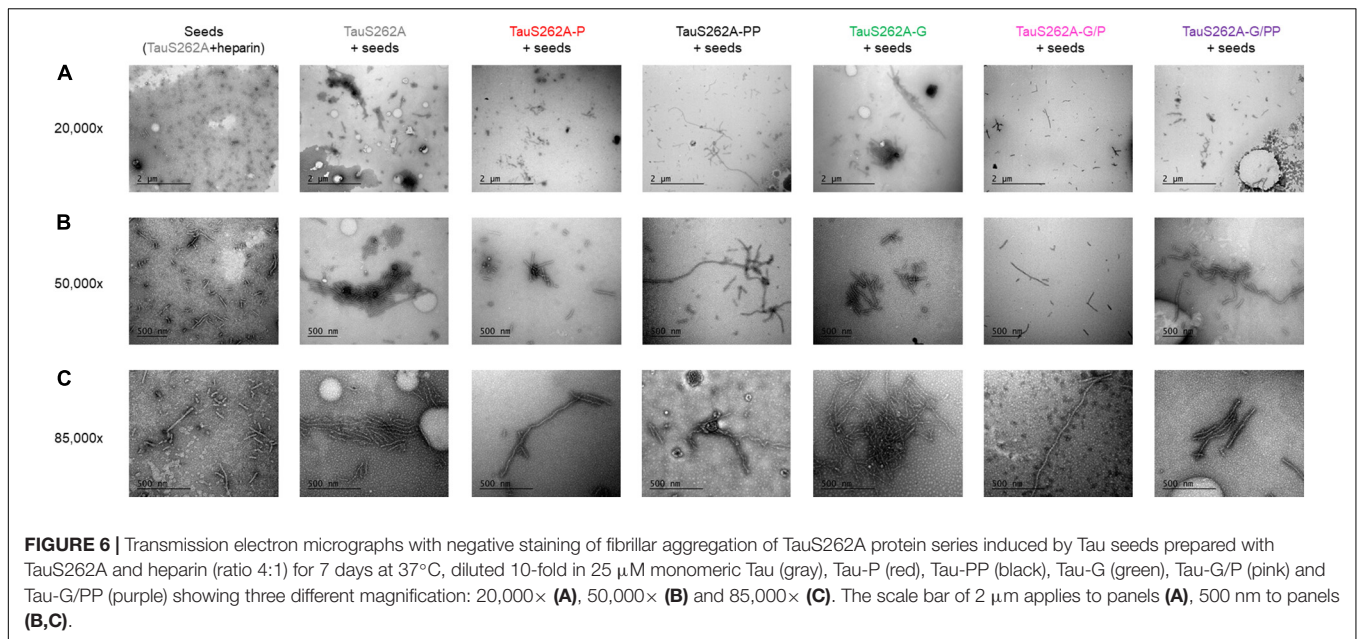 Seeds
(TauS262A+heparin)
TauS262A
+ seeds
TauS262A-P
+ seeds
TauS262A-PP
+ seeds
TauS262A-G
+ seeds
TauS262A-G/P
+ seeds
TauS262A-G/PP
+ seeds
A
20,000x
2 µm
2 µm
2 µm
2 µm
2 µm
2 µm
2 µm
B
50,000x
500 nm
500 nm
500 nm
500 nm
500 nm
500 nm
500 nm
C
85,000x
500 nm
500 nm
500 nm
500 nm
500 nm
500 nm
500 nm
FIGURE 6 | Transmission electron micrographs with negative staining of fibrillar aggregation of TauS262A protein series induced by Tau seeds prepared with
TauS262A and heparin (ratio 4:1) for 7 days at 37°C, diluted 10-fold in 25 µM monomeric Tau (gray), Tau-P (red), Tau-PP (black), Tau-G (green), Tau-G/P (pink) and
Tau-G/PP (purple) showing three different magnification: 20,000× (A), 50,000× (B) and 85,000× (C). The scale bar of 2 µm applies to panels (A), 500 nm to panels
(B,C).